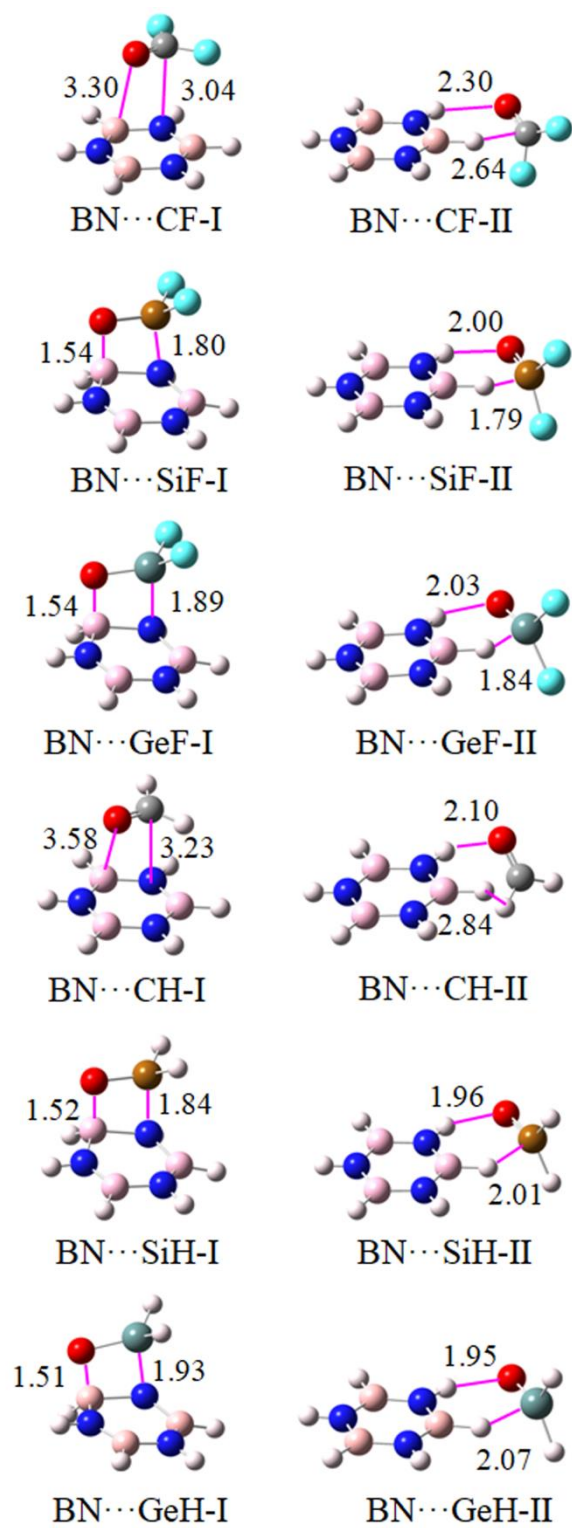 3.30 3.04
BN···CF-I
2.30
2.64
BN···CF-II
1.54 1.80
BN···SiF-I
2.00
1.79
BN···SiF-II
1.54 1.89
BN···GeF-I
2.03
1.84
BN···GeF-II
3.58 3.23
BN···CH-I
2.10
2.84
BN···CH-II
1.52 1.84
BN···SiH-I
1.96
2.01
BN···SiH-II
1.51 1.93
BN···GeH-I
1.95
2.07
BN···GeH-II